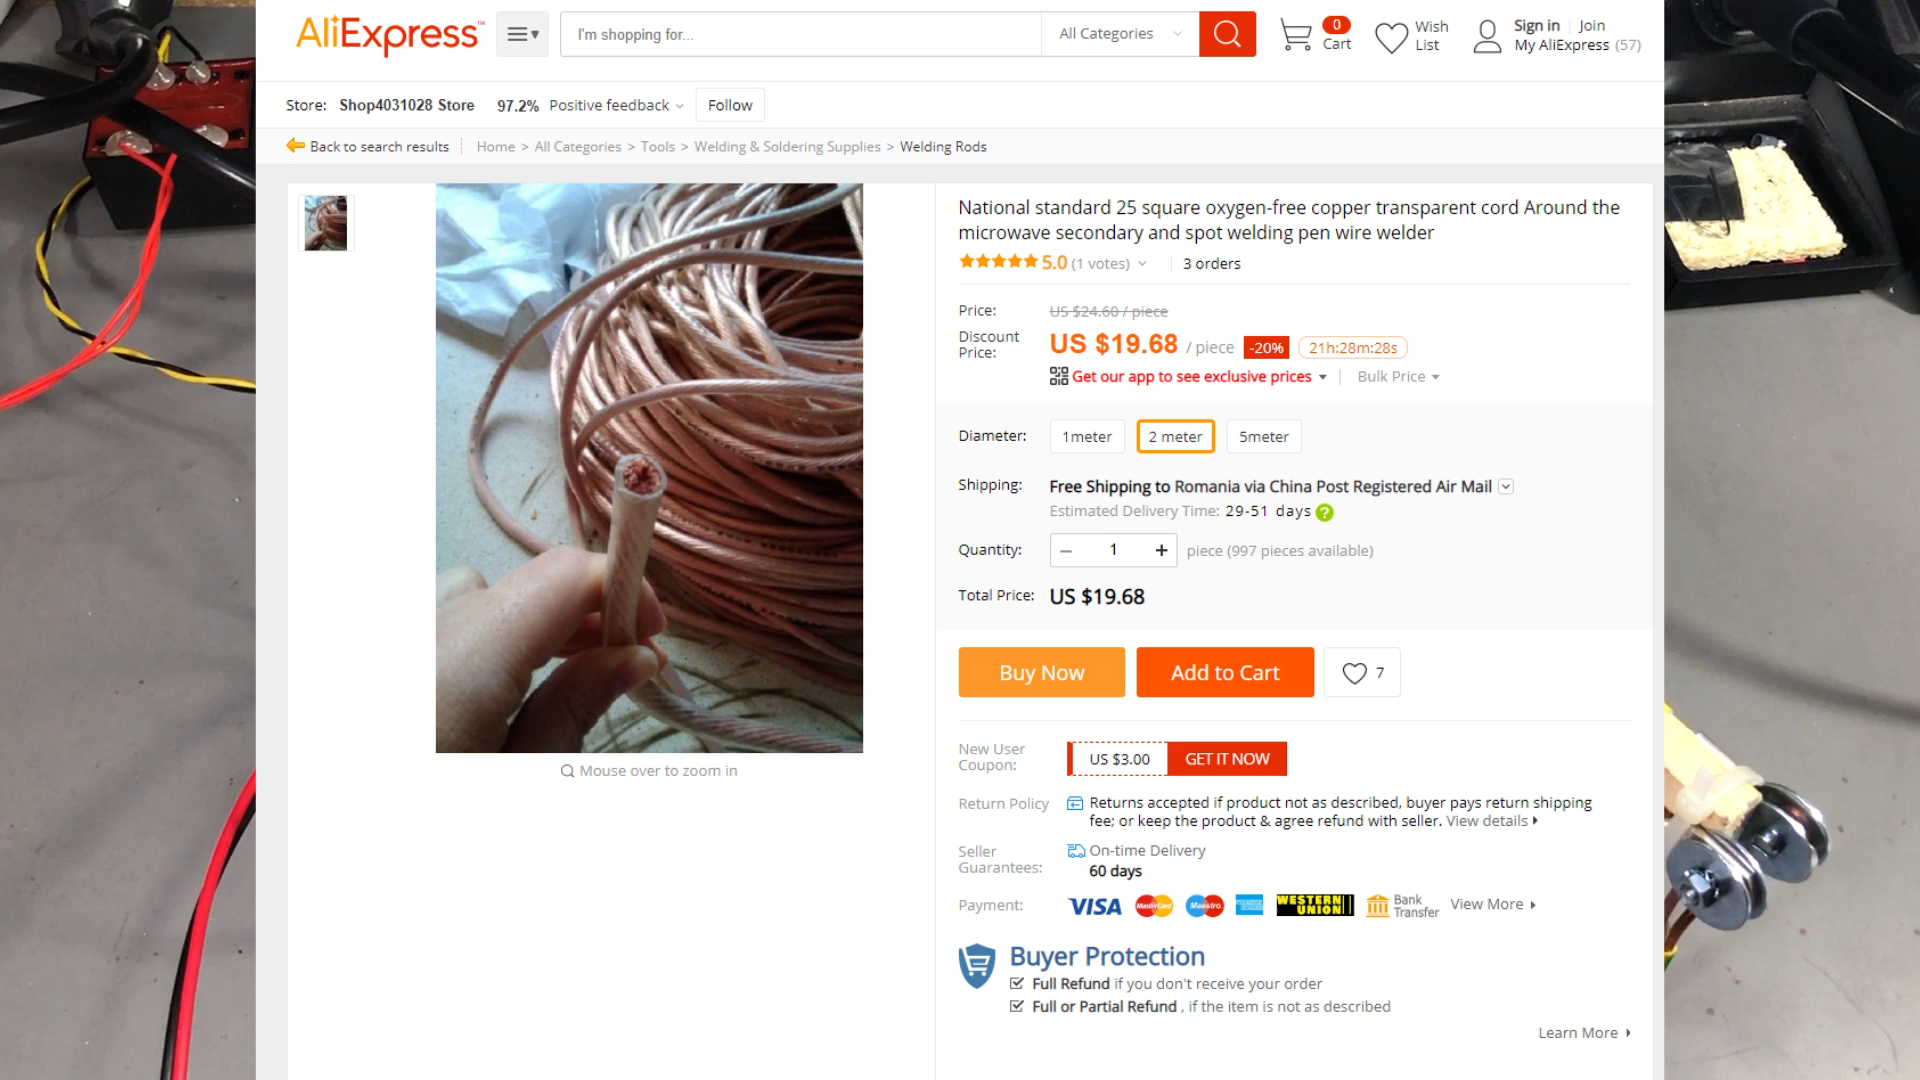 AliExpress™
I'm shopping for...
All Categories
0
Cart
Wish
List
Sign in
Join
My AliExpress (57)
Store: Shop4031028 Store 97.2% Positive feedback
Follow
Back to search results
Home > All Categories > Tools > Welding & Soldering Supplies > Welding Rods
National standard 25 square oxygen-free copper transparent cord Around the
microwave secondary and spot welding pen wire welder
5.0 (1 votes)
3 orders
Price: US $24.60 / piece
Discount
Price:
US $19.68 / piece -20% 21h:28m:28s
Get our app to see exclusive prices
Bulk Price
Diameter: 1meter 2 meter 5meter
Shipping: Free Shipping to Romania via China Post Registered Air Mail
Estimated Delivery Time: 29-51 days ?
Quantity: – 1 + piece (997 pieces available)
Total Price: US $19.68
Buy Now
Add to Cart
7
Mouse over to zoom in
New User
Coupon:
US $3.00 GET IT NOW
Return Policy
Returns accepted if product not as described, buyer pays return shipping
fee; or keep the product & agree refund with seller. View details
Seller
Guarantees:
On-time Delivery
60 days
Payment: VISA MasterCard Maestro
WESTERN
UNION
Bank
Transfer
View More
Buyer Protection
Full Refund if you don't receive your order
Full or Partial Refund , if the item is not as described
Learn More